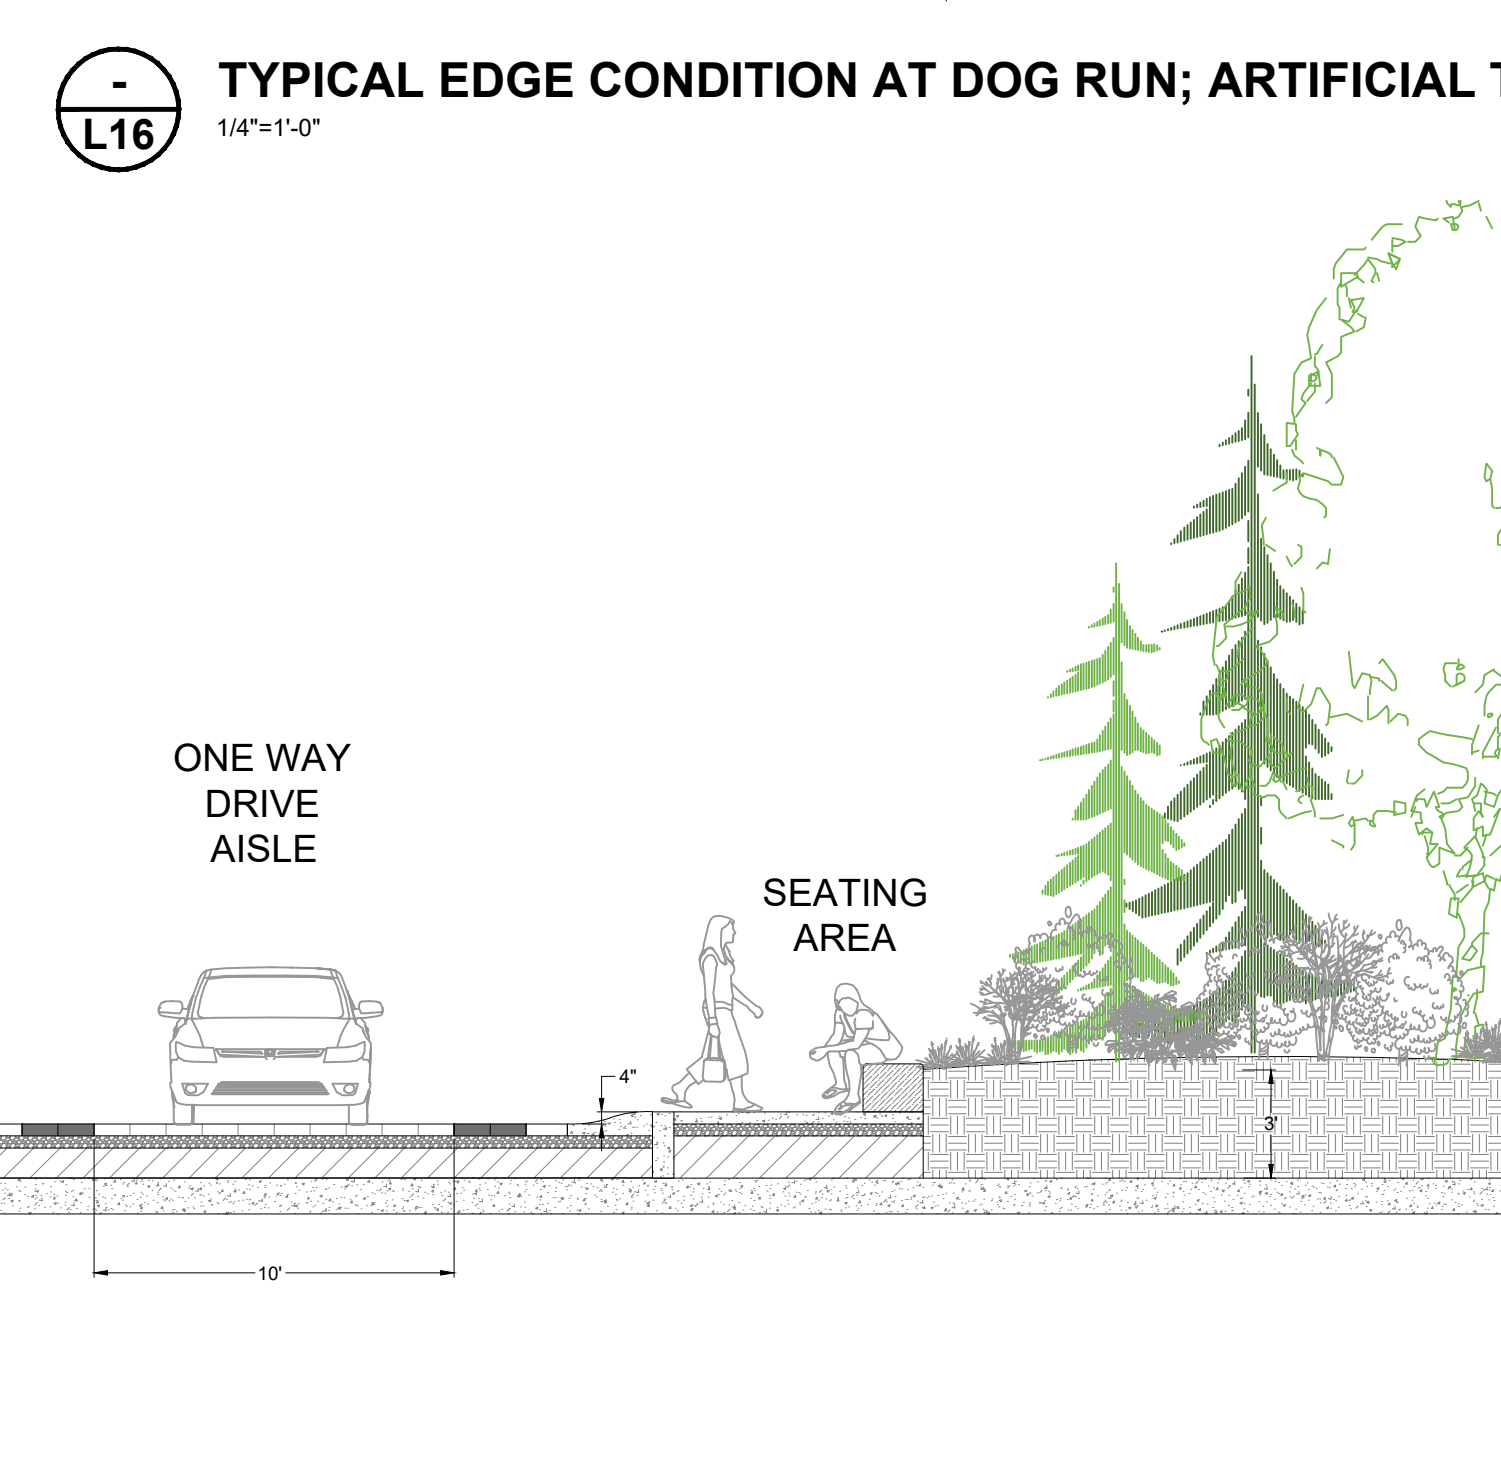 -
L16
TYPICAL EDGE CONDITION AT DOG RUN; ARTIFICIAL
1/4"=1'-0"
ONE WAY
DRIVE
AISLE
SEATING
AREA
4"
3'
10'